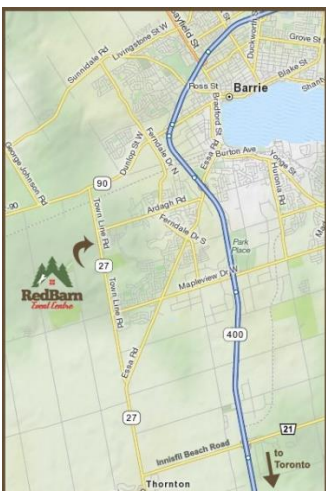 Bayfield St
Livingstone St W
Duckworth St
Grove St
Sunnidale Rd
Ross St
Blake St
Barrie
Bradford St
George Johnson Rd
Dunlop St W
Ferndale Dr N
Essa Rd
Burton Ave
Yonge St
Huronia Rd
90
90
Ardagh Rd
Town Line Rd
Ferndale Dr S
Park
Place
27
RedBarn
Event Centre
Mapleview Dr W
Town Line Rd
400
Essa Rd
27
21
Innisfil Beach Road
to
Toronto
Thornton